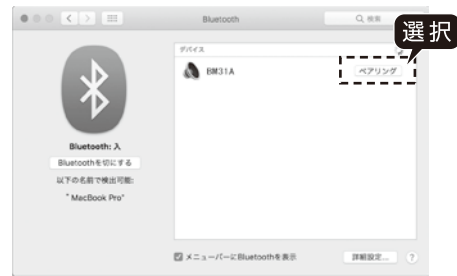 Bluetooth
検索
選択
デバイス
BM31A
ペアリング
Bluetooth: 入
Bluetoothを切にする
以下の名前で検出可能:
“ MacBook Pro”
メニューバーにBluetoothを表示
詳細設定...
?